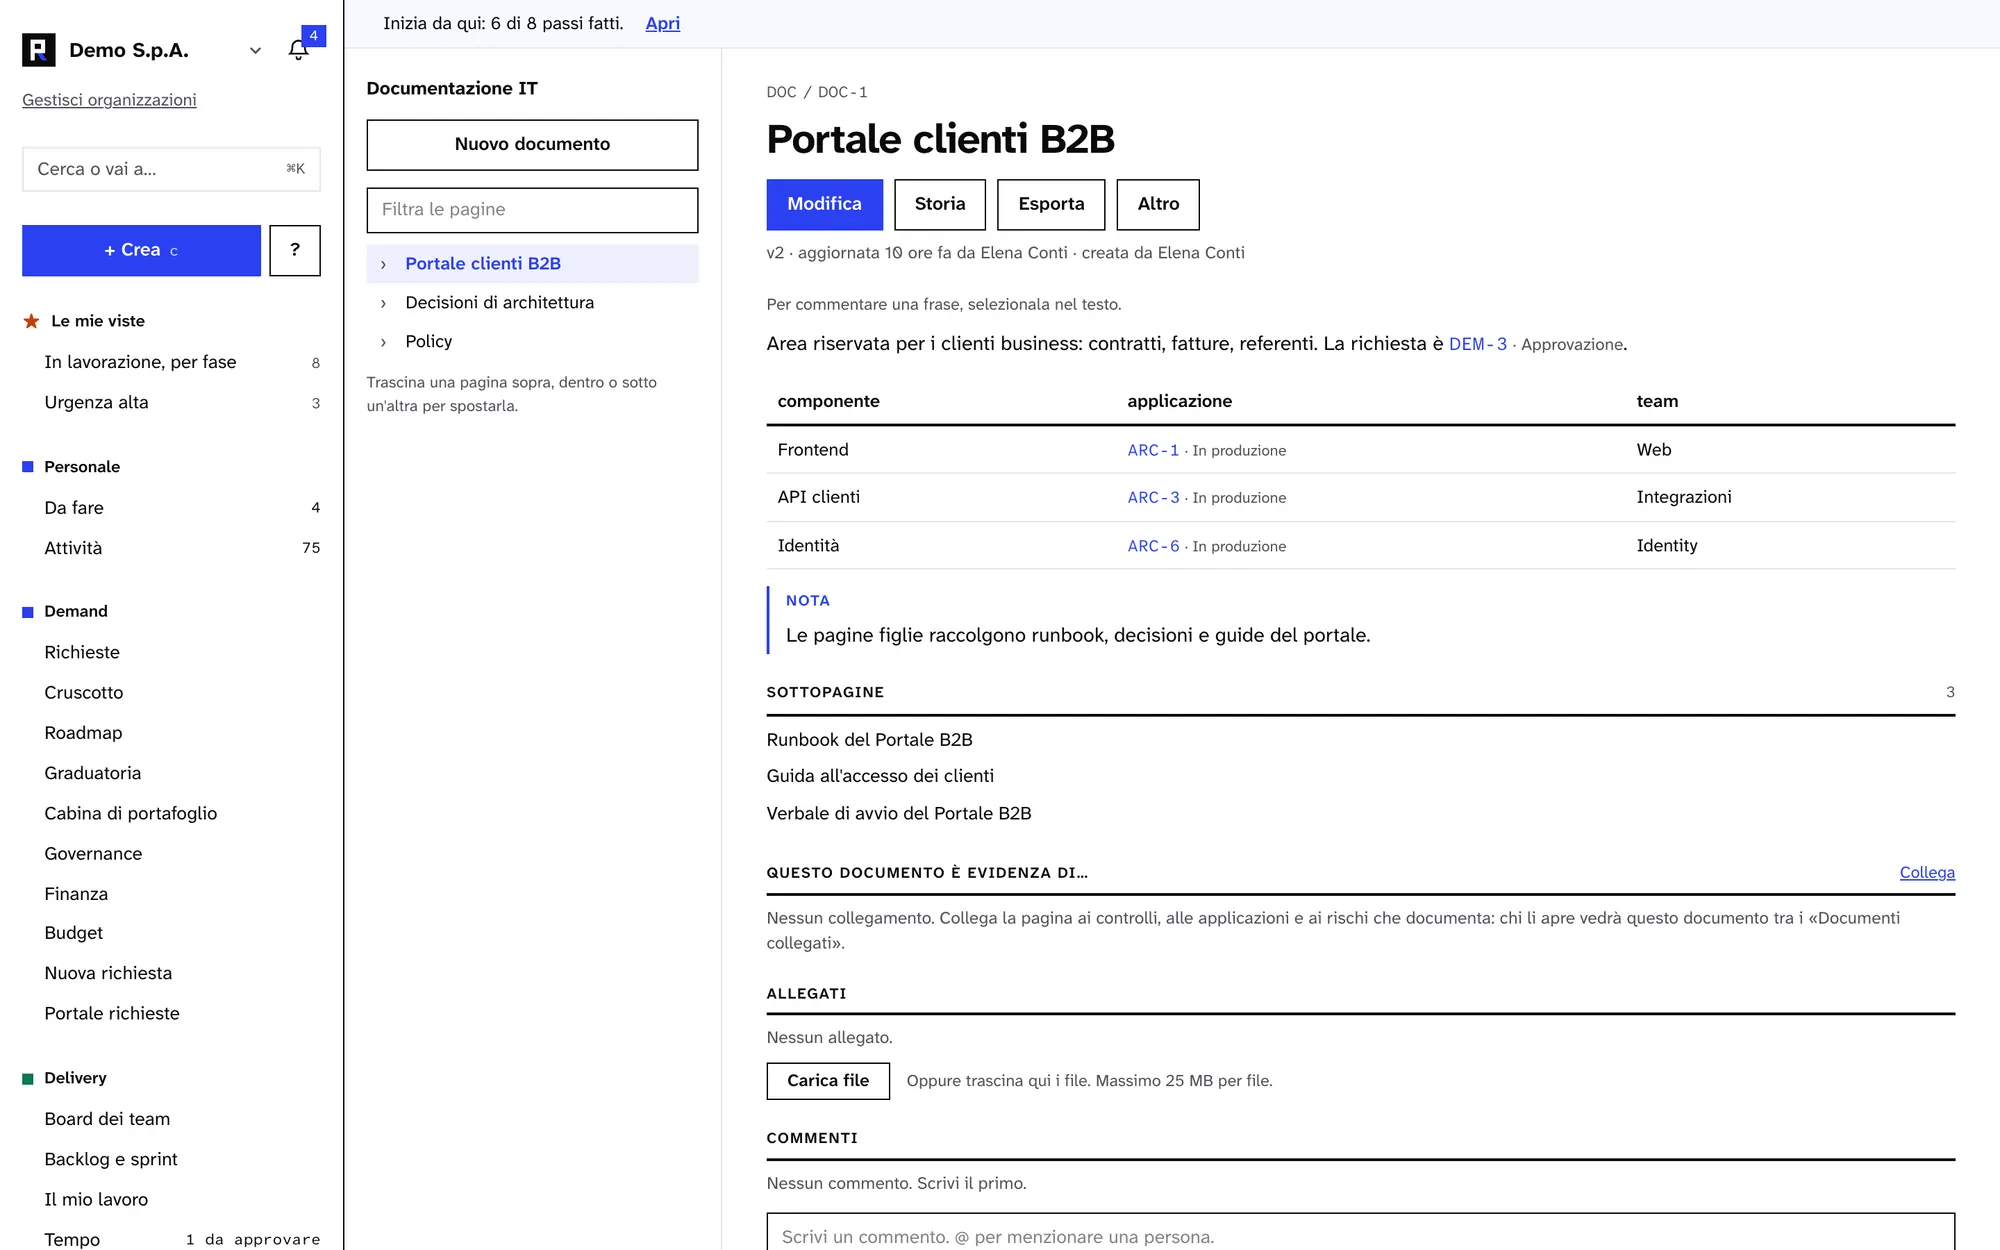 Demo S.p.A.
4
Gestisci organizzazioni
Cerca o vai a...
⌘K
+ Crea c
?
Le mie viste
In lavorazione, per fase 8
Urgenza alta 3
Personale
Da fare 4
Attività 75
Demand
Richieste
Cruscotto
Roadmap
Graduatoria
Cabina di portafoglio
Governance
Finanza
Budget
Nuova richiesta
Portale richieste
Delivery
Board dei team
Backlog e sprint
Il mio lavoro
Tempo 1 da approvare
Inizia da qui: 6 di 8 passi fatti. Apri
Documentazione IT
Nuovo documento
Filtra le pagine
› Portale clienti B2B
› Decisioni di architettura
› Policy
Trascina una pagina sopra, dentro o sotto
un'altra per spostarla.
DOC / DOC-1
Portale clienti B2B
Modifica Storia Esporta Altro
v2 · aggiornata 10 ore fa da Elena Conti · creata da Elena Conti
Per commentare una frase, selezionala nel testo.
Area riservata per i clienti business: contratti, fatture, referenti. La richiesta è DEM-3 · Approvazione.
componente applicazione team
Frontend ARC-1 · In produzione Web
API clienti ARC-3 · In produzione Integrazioni
Identità ARC-6 · In produzione Identity
NOTA
Le pagine figlie raccolgono runbook, decisioni e guide del portale.
SOTTOPAGINE 3
Runbook del Portale B2B
Guida all'accesso dei clienti
Verbale di avvio del Portale B2B
QUESTO DOCUMENTO È EVIDENZA DI... Collega
Nessun collegamento. Collega la pagina ai controlli, alle applicazioni e ai rischi che documenta: chi li apre vedrà questo documento tra i «Documenti
collegati».
ALLEGATI
Nessun allegato.
Carica file Oppure trascina qui i file. Massimo 25 MB per file.
COMMENTI
Nessun commento. Scrivi il primo.
Scrivi un commento. @ per menzionare una persona.